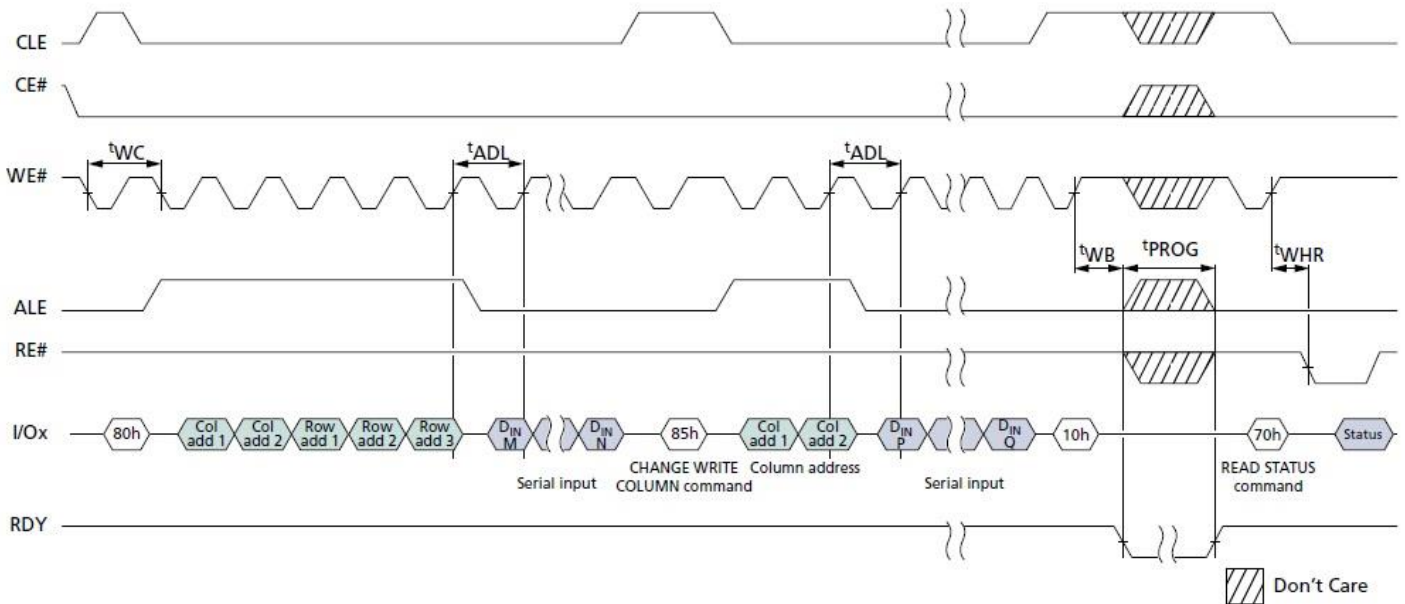 CLE
CE#
tWC
tADL
tADL
WE#
tWB
tPROG
tWHR
ALE
RE#
I/Ox
80h
Col add 1
Col add 2
Row add 1
Row add 2
Row add 3
DIN M
DIN N
85h
Col add 1
Col add 2
DIN P
DIN Q
10h
70h
Status
Serial input
CHANGE WRITE
COLUMN command
Column address
Serial input
READ STATUS
command
RDY
Don't Care